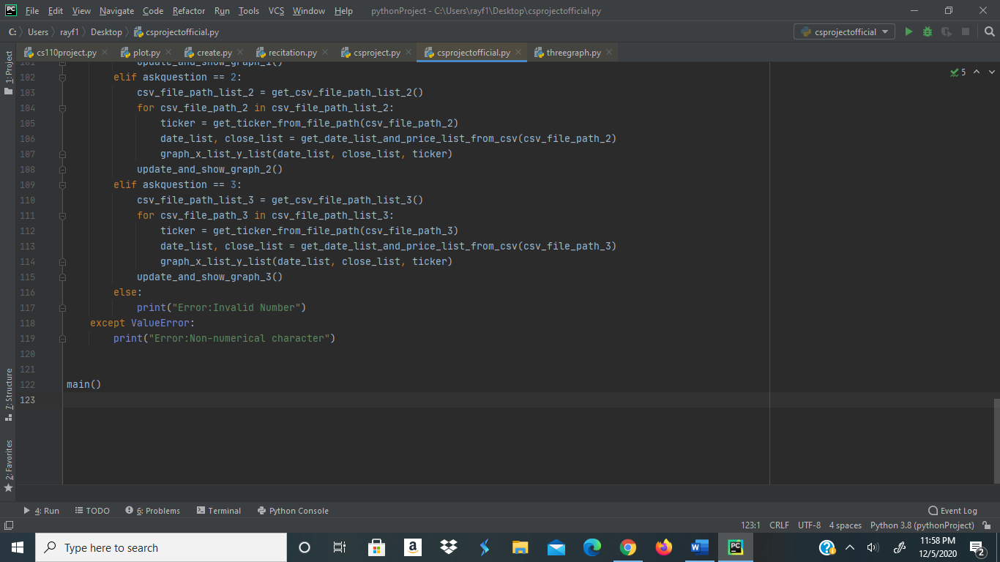 File Edit View Navigate Code Refactor Run Tools VCS Window Help pythonProject - C:\Users\rayf1\Desktop\csprojectofficial.py
C: Users rayf1 Desktop csprojectofficial.py csprojectofficial
cs110project.py plot.py create.py recitation.py csproject.py csprojectofficial.py threegraph.py
1: Project
101 update_and_show_graph_1()
5
102 elif askquestion == 2:
103 csv_file_path_list_2 = get_csv_file_path_list_2()
104 for csv_file_path_2 in csv_file_path_list_2:
105 ticker = get_ticker_from_file_path(csv_file_path_2)
106 date_list, close_list = get_date_list_and_price_list_from_csv(csv_file_path_2)
107 graph_x_list_y_list(date_list, close_list, ticker)
108 update_and_show_graph_2()
109 elif askquestion == 3:
110 csv_file_path_list_3 = get_csv_file_path_list_3()
111 for csv_file_path_3 in csv_file_path_list_3:
112 ticker = get_ticker_from_file_path(csv_file_path_3)
113 date_list, close_list = get_date_list_and_price_list_from_csv(csv_file_path_3)
114 graph_x_list_y_list(date_list, close_list, ticker)
115 update_and_show_graph_3()
116 else:
117 print("Error:Invalid Number")
118 except ValueError:
119 print("Error:Non-numerical character")
120
121
122 main()
123
7: Structure
2: Favorites
4: Run TODO 6: Problems Terminal Python Console Event Log
123:1 CRLF UTF-8 4 spaces Python 3.8 (pythonProject)
Type here to search
11:58 PM
12/5/2020
2